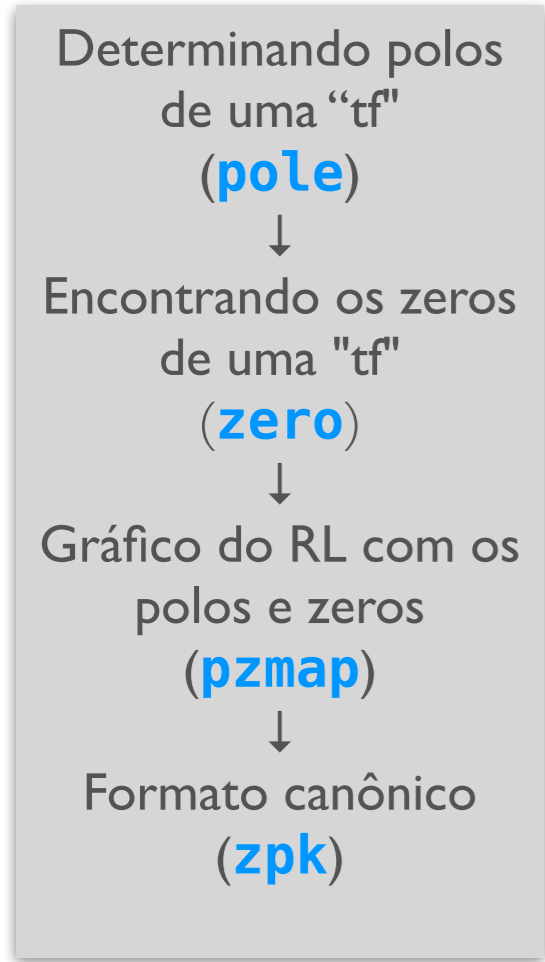 Determinando polos
de uma “tf"
(pole)
↓
Encontrando os zeros
de uma "tf"
(zero)
↓
Gráfico do RL com os
polos e zeros
(pzmap)
↓
Formato canônico
(zpk)